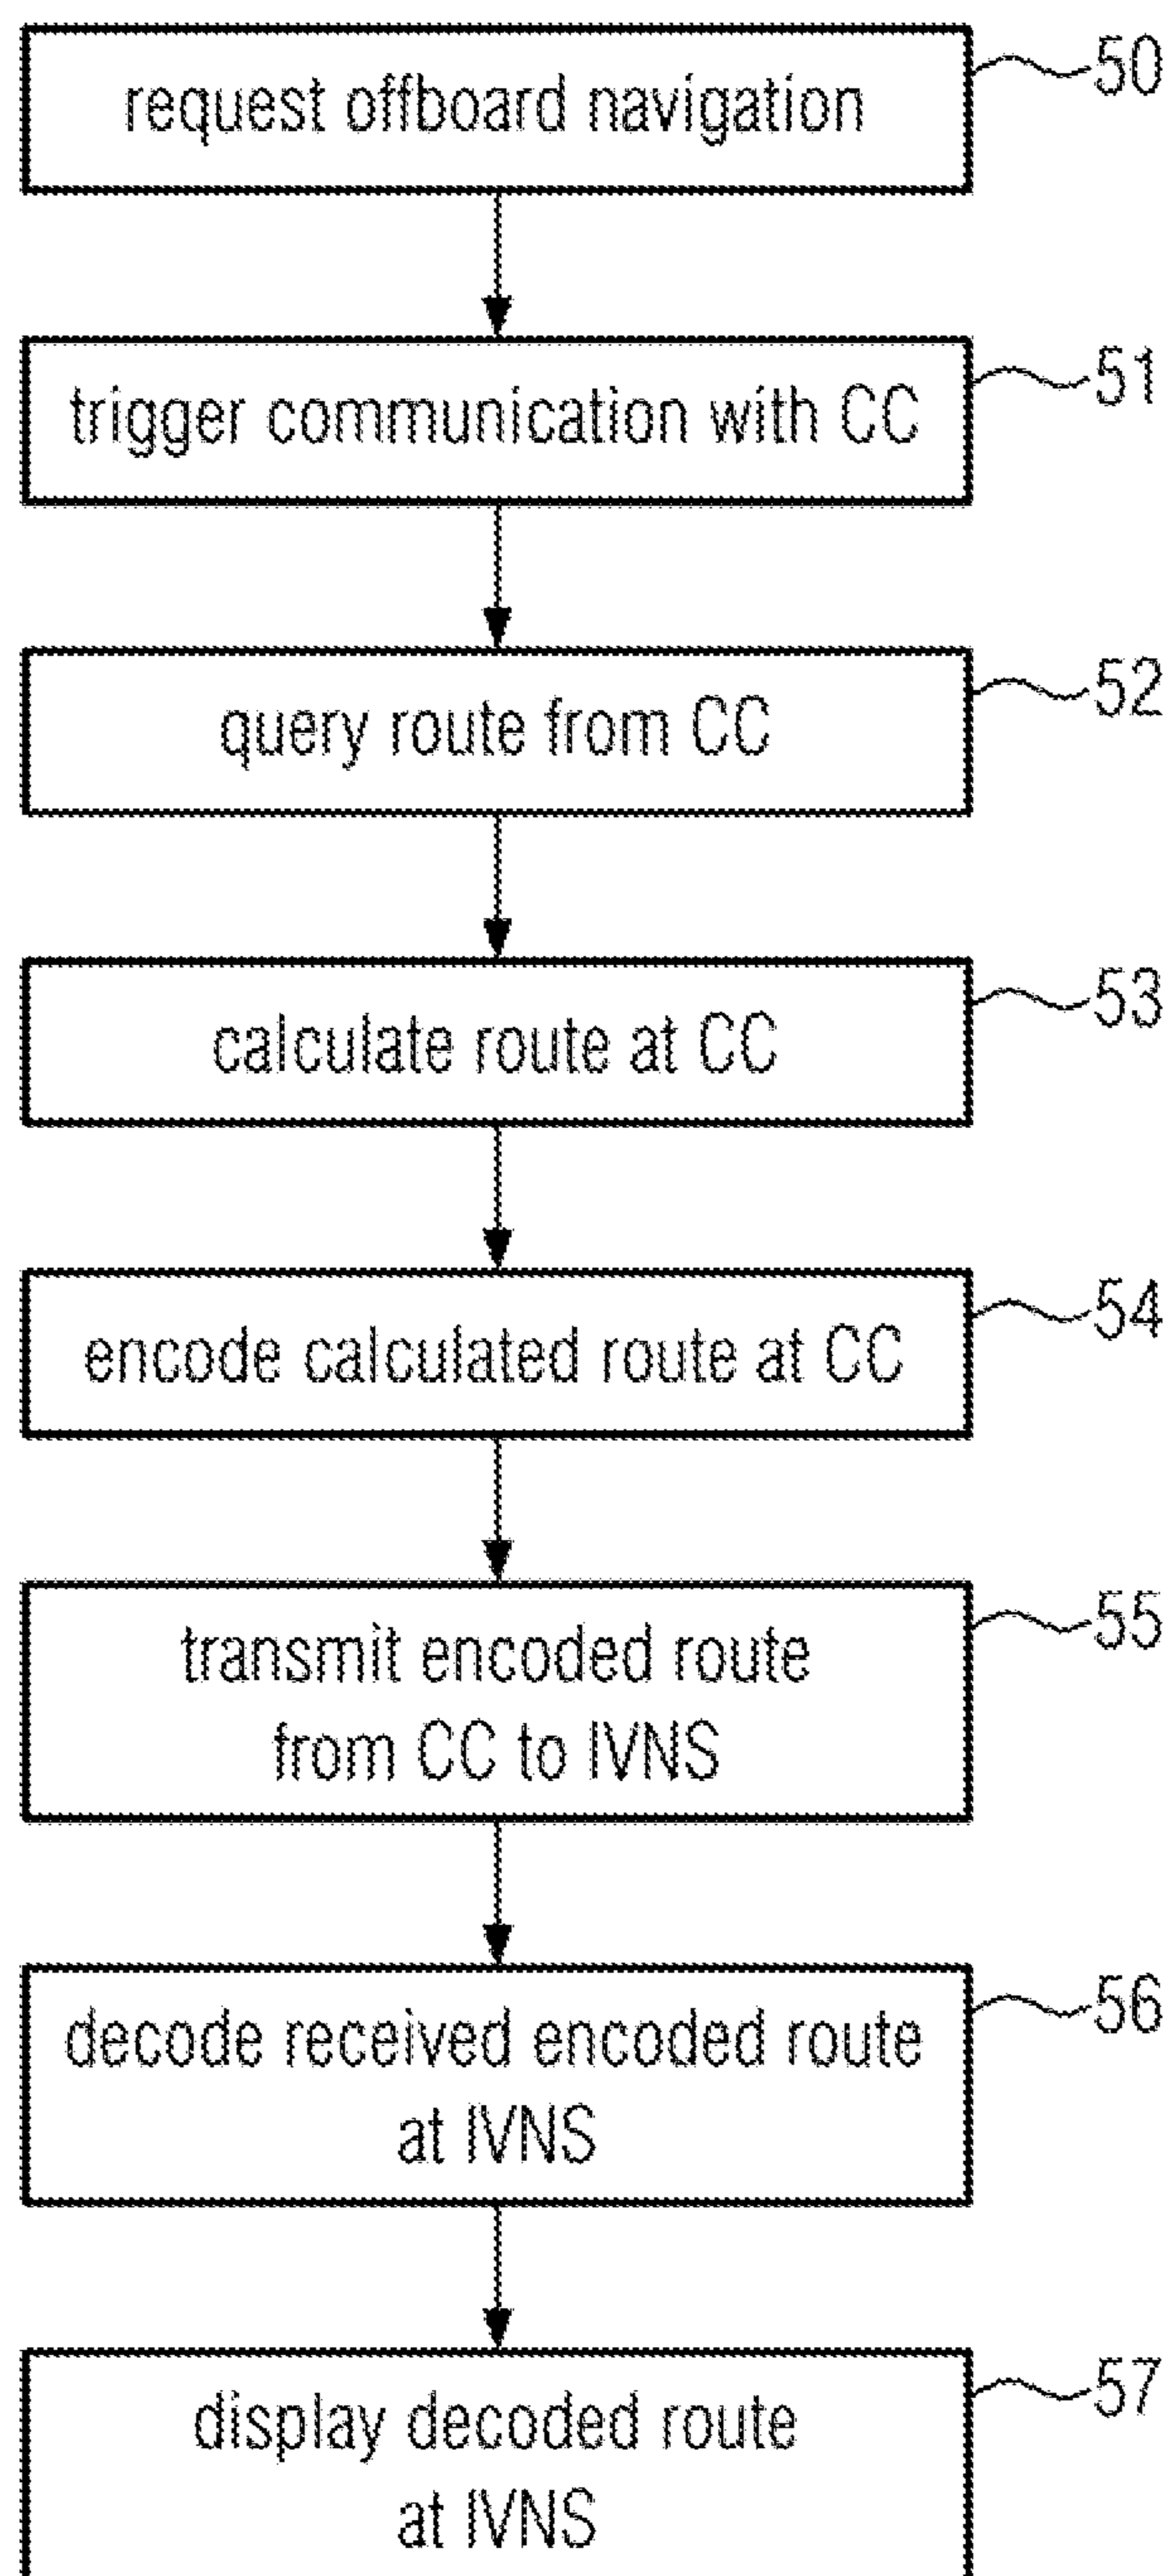 request offboard navigation
50
trigger communication with CC
51
query route from CC
52
calculate route at CC
53
encode calculated route at CC
54
transmit encoded route
from CC to IVNS
55
decode received encoded route
at IVNS
56
display decoded route
at IVNS
57